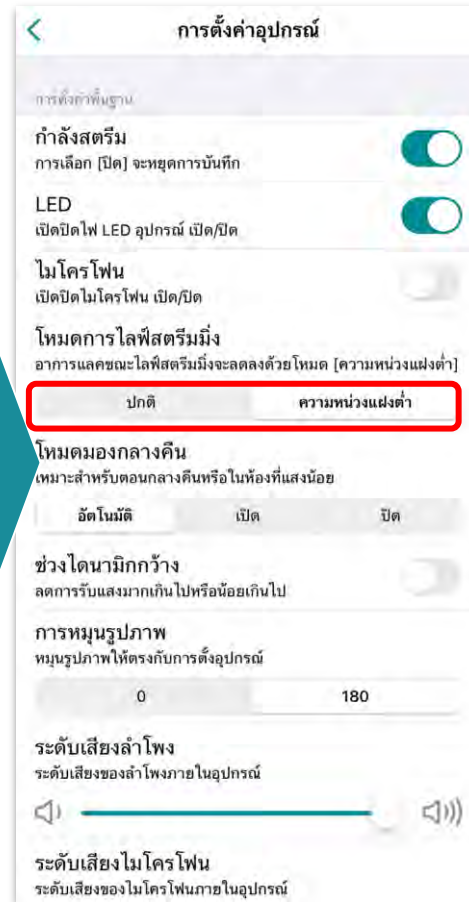 การตั้งค่าอุปกรณ์
การตั้งค่าพื้นฐาน
กำลังสตรีม
การเลือก [ปิด] จะหยุดการบันทึก
LED
เปิดปิดไฟ LED อุปกรณ์ เปิด/ปิด
ไมโครโฟน
เปิดปิดไมโครโฟน เปิด/ปิด
โหมดการไลฟ์สตรีมมิ่ง
อาการแลคขณะไลฟ์สตรีมมิ่งจะลดลงด้วยโหมด [ความหน่วงแฝงต่ำ]
ปกติ ความหน่วงแฝงต่ำ
โหมดมองกลางคืน
เหมาะสำหรับตอนกลางคืนหรือในห้องที่แสงน้อย
อัตโนมัติ เปิด ปิด
ช่วงไดนามิกกว้าง
ลดการรับแสงมากเกินไปหรือน้อยเกินไป
การหมุนรูปภาพ
หมุนรูปภาพให้ตรงกับการตั้งอุปกรณ์
0 180
ระดับเสียงลำโพง
ระดับเสียงของลำโพงภายในอุปกรณ์
ระดับเสียงไมโครโฟน
ระดับเสียงของไมโครโฟนภายในอุปกรณ์